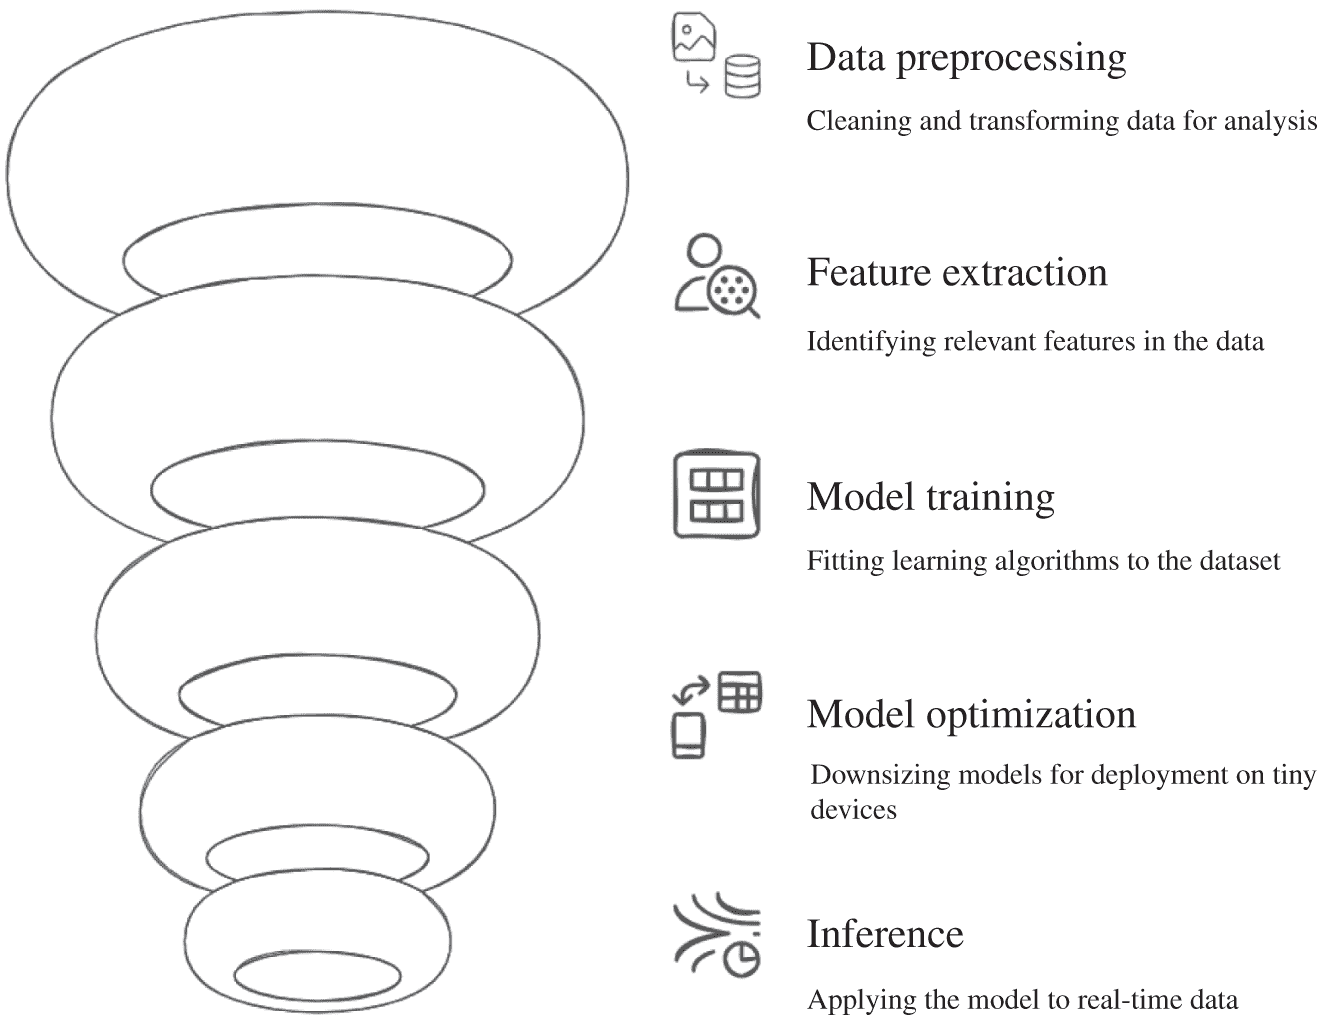 Data preprocessing
Cleaning and transforming data for analysis
Feature extraction
Identifying relevant features in the data
Model training
Fitting learning algorithms to the dataset
Model optimization
Downsizing models for deployment on tiny
devices
Inference
Applying the model to real-time data